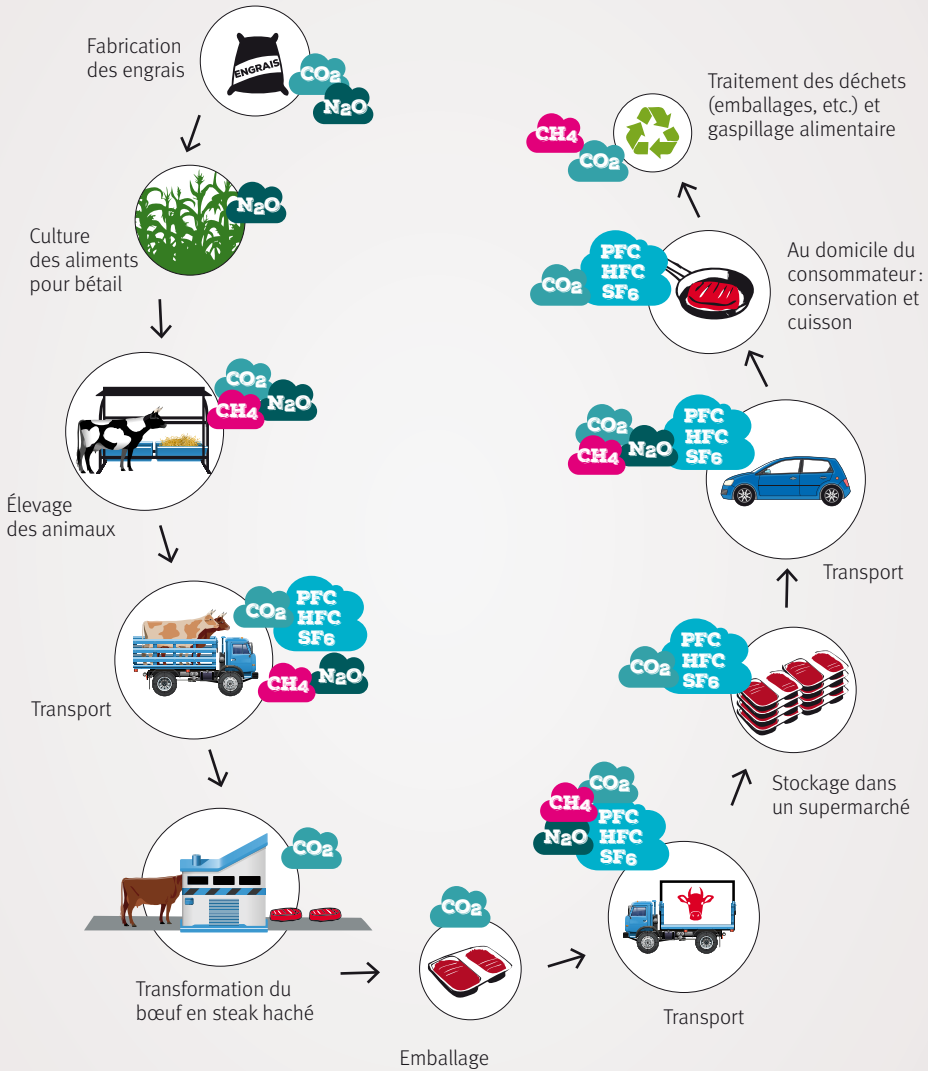 Fabrication
des engrais
ENGRAIS
CO2
N2O
Culture
des aliments
pour bétail
N2O
Élevage
des animaux
CO2
CH4
N2O
Transport
CO2
PFC
HFC
SF6
CH4
N2O
Transformation du
bœuf en steak haché
CO2
Emballage
CO2
Transport
CO2
CH4
N2O
PFC
HFC
SF6
Stockage dans
un supermarché
CO2
PFC
HFC
SF6
Transport
CO2
CH4
N2O
PFC
HFC
SF6
Au domicile du
consommateur:
conservation et
cuisson
CO2
PFC
HFC
SF6
Traitement des déchets
(emballages, etc.) et
gaspillage alimentaire
CH4
CO2